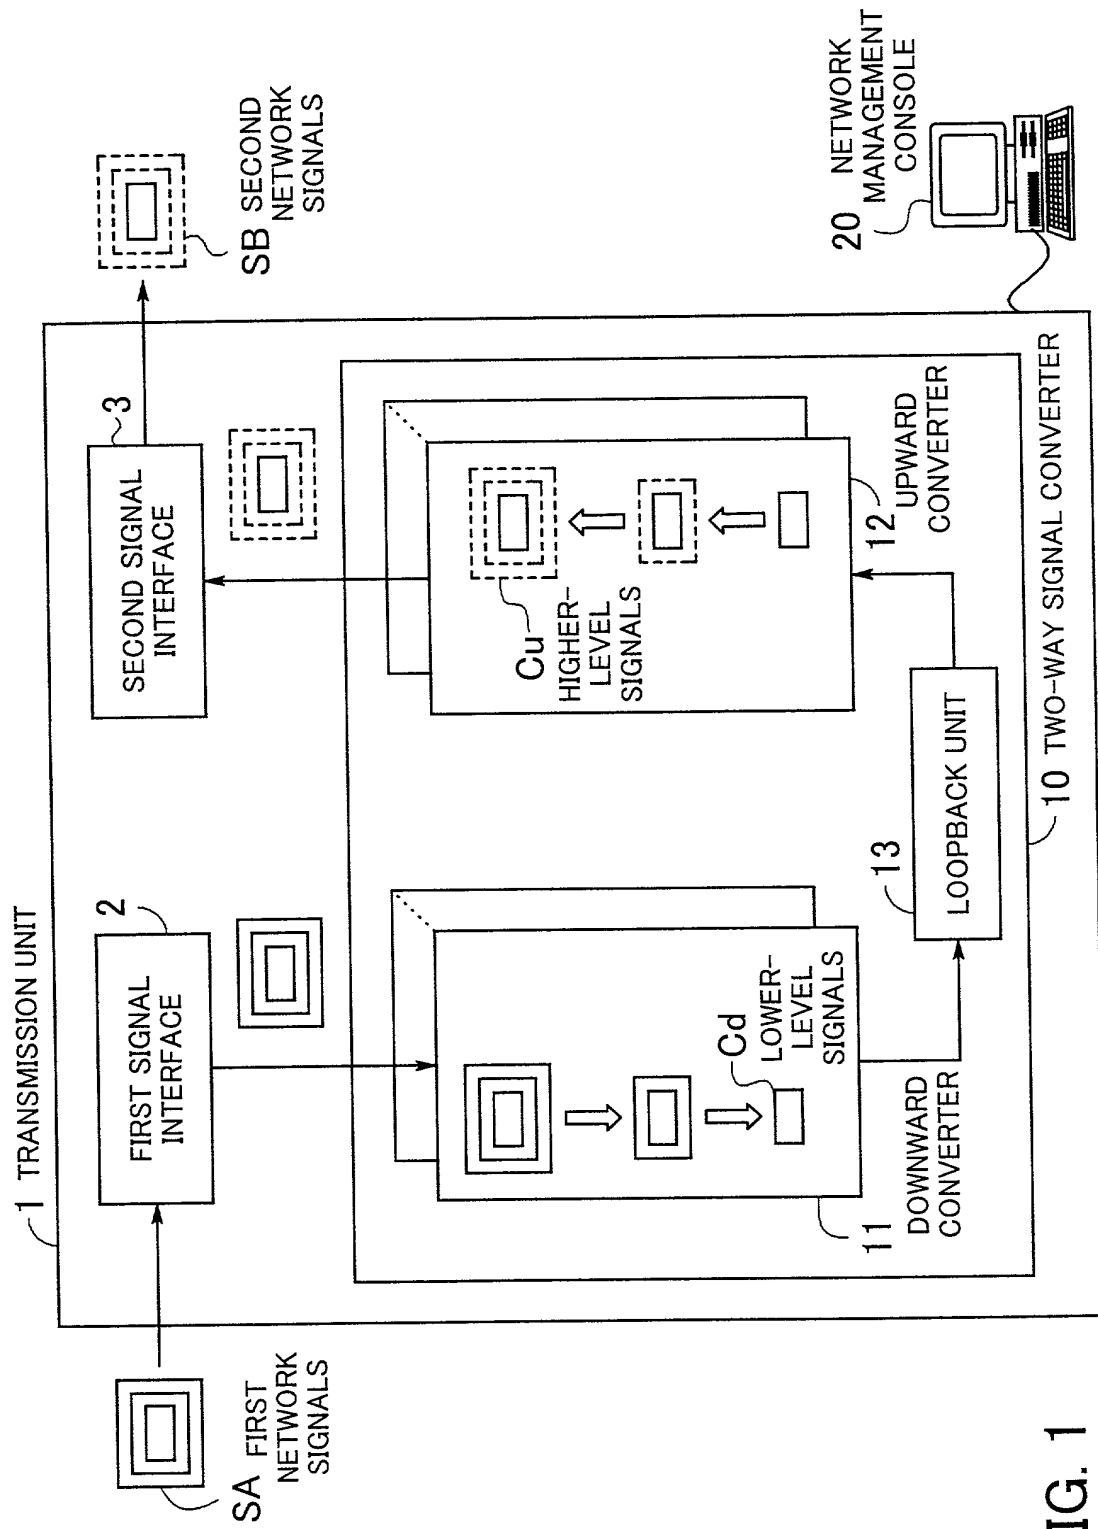 1 TRANSMISSION UNIT
SA FIRST
NETWORK
SIGNALS
FIRST SIGNAL
INTERFACE
2
SECOND SIGNAL
INTERFACE
3
SB SECOND
NETWORK
SIGNALS
Cd
LOWER-
LEVEL
SIGNALS
11
DOWNWARD
CONVERTER
Cu
HIGHER-
LEVEL
SIGNALS
12
UPWARD
CONVERTER
13
LOOPBACK UNIT
10 TWO-WAY SIGNAL CONVERTER
20
NETWORK
MANAGEMENT
CONSOLE
IG. 1